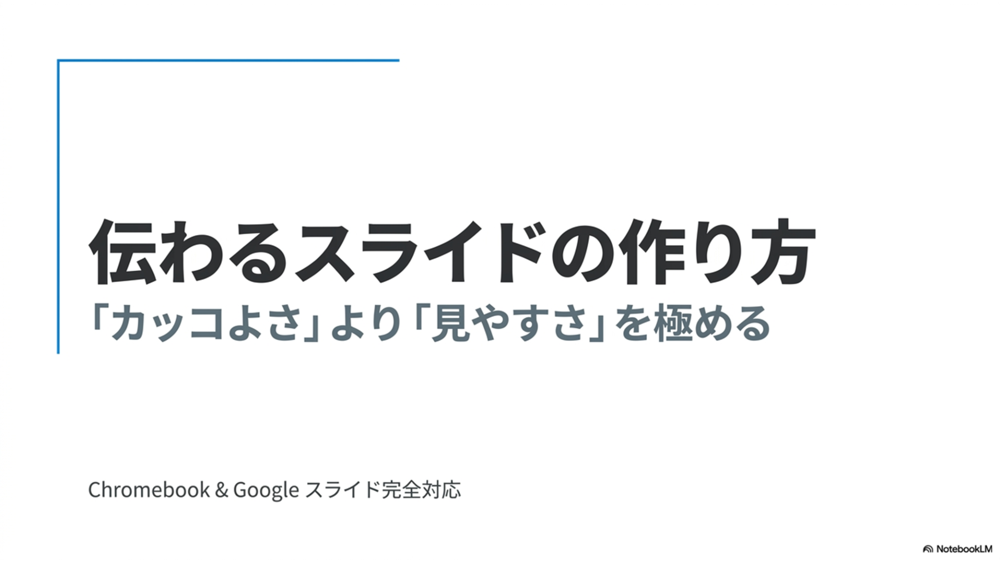 伝わるスライドの作り方
「カッコよさ」より「見やすさ」を極める
Chromebook & Google スライド完全対応
NotebookLM